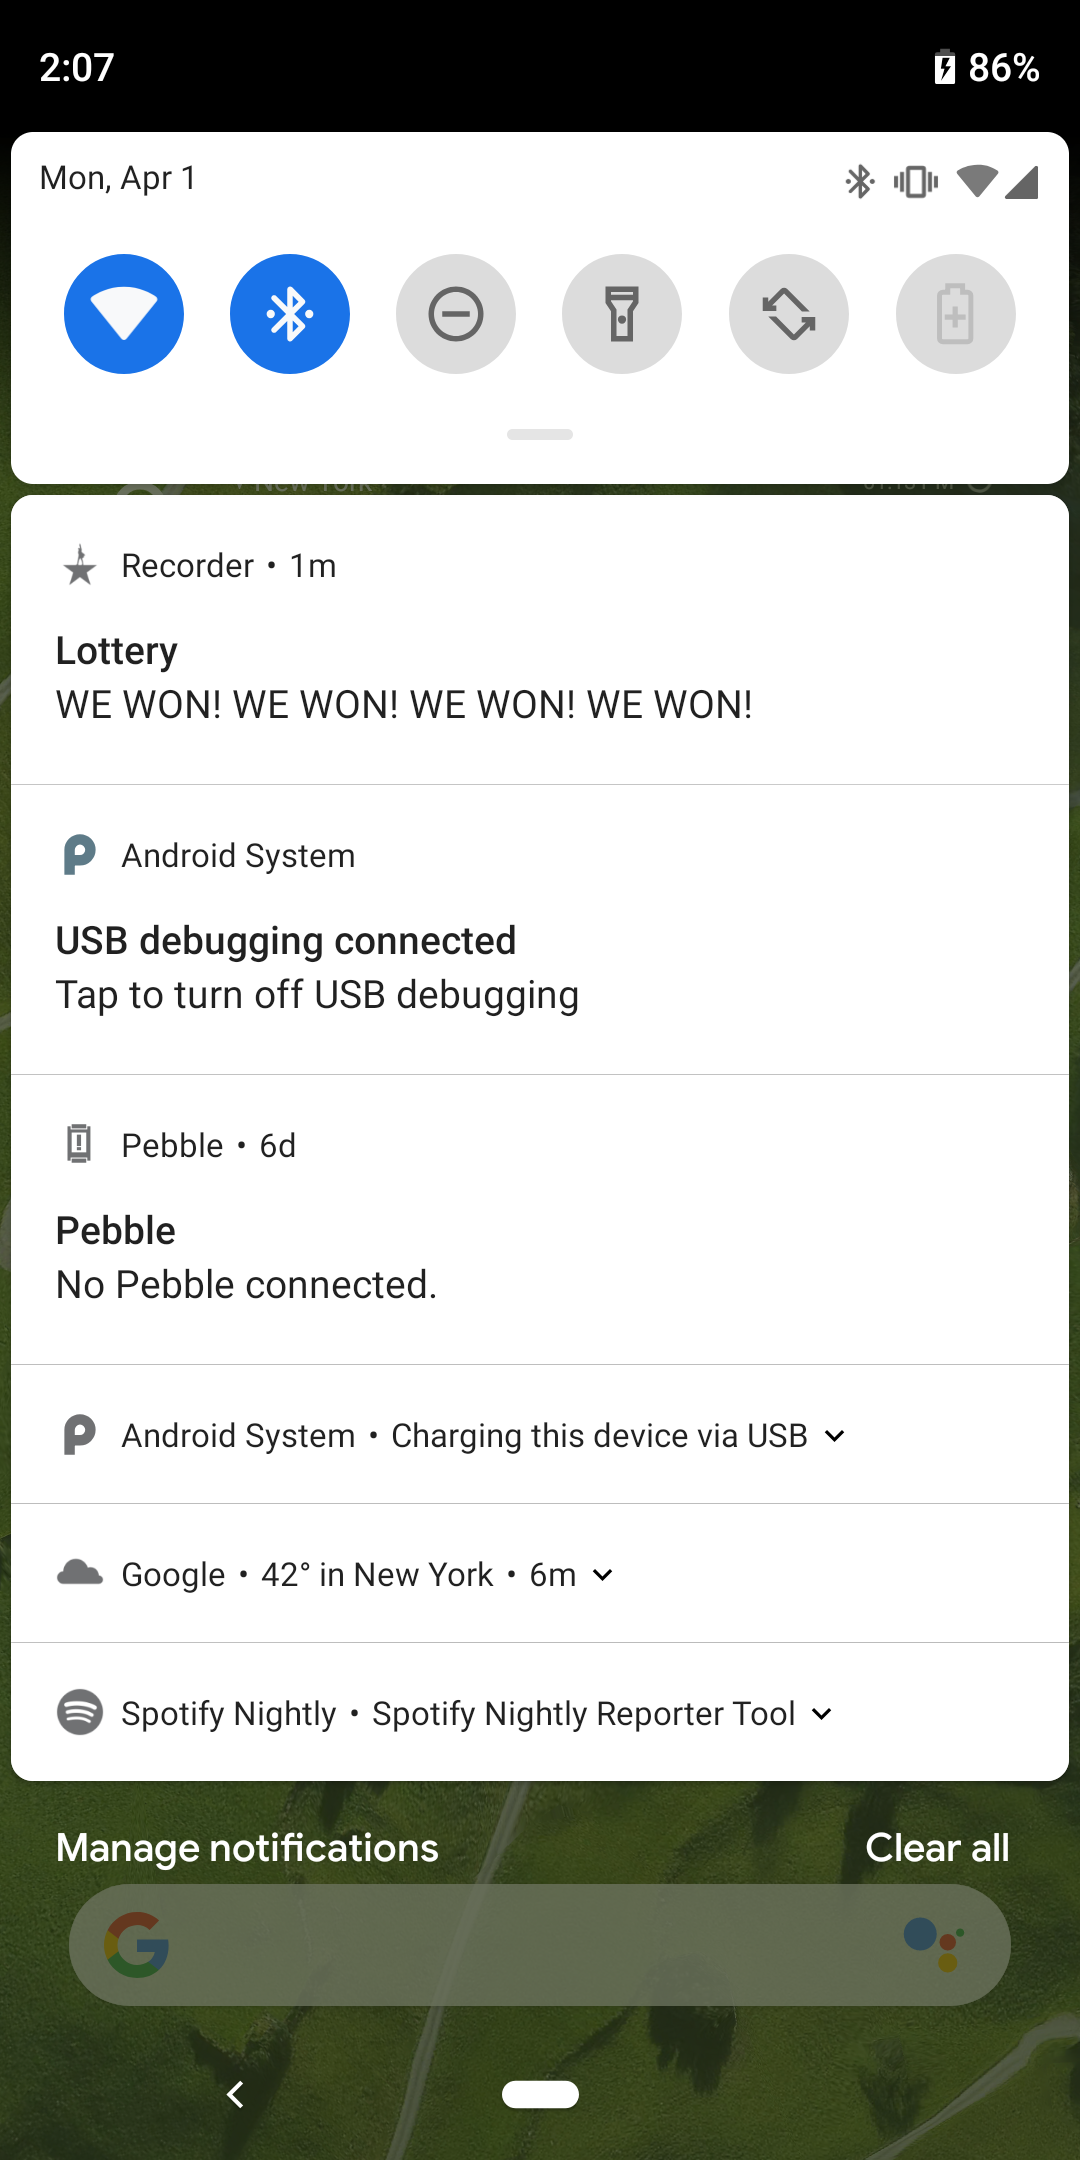 2:07 86%
Mon, Apr 1
New York
Recorder • 1m
Lottery
WE WON! WE WON! WE WON! WE WON!
Android System
USB debugging connected
Tap to turn off USB debugging
Pebble • 6d
Pebble
No Pebble connected.
Android System • Charging this device via USB
Google • 42° in New York • 6m
Spotify Nightly • Spotify Nightly Reporter Tool
Manage notifications Clear all